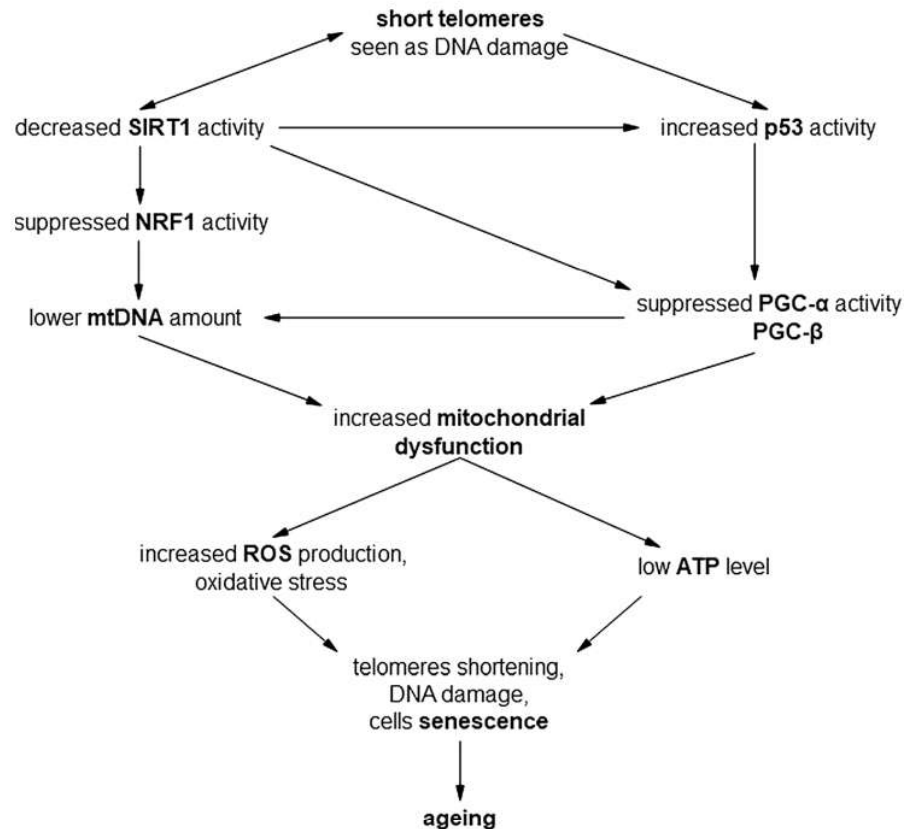 short telomeres
seen as DNA damage
decreased SIRT1 activity
increased p53 activity
suppressed NRF1 activity
suppressed PGC-α activity
PGC-β
lower mtDNA amount
increased mitochondrial
dysfunction
increased ROS production,
oxidative stress
low ATP level
telomeres shortening,
DNA damage,
cells senescence
ageing